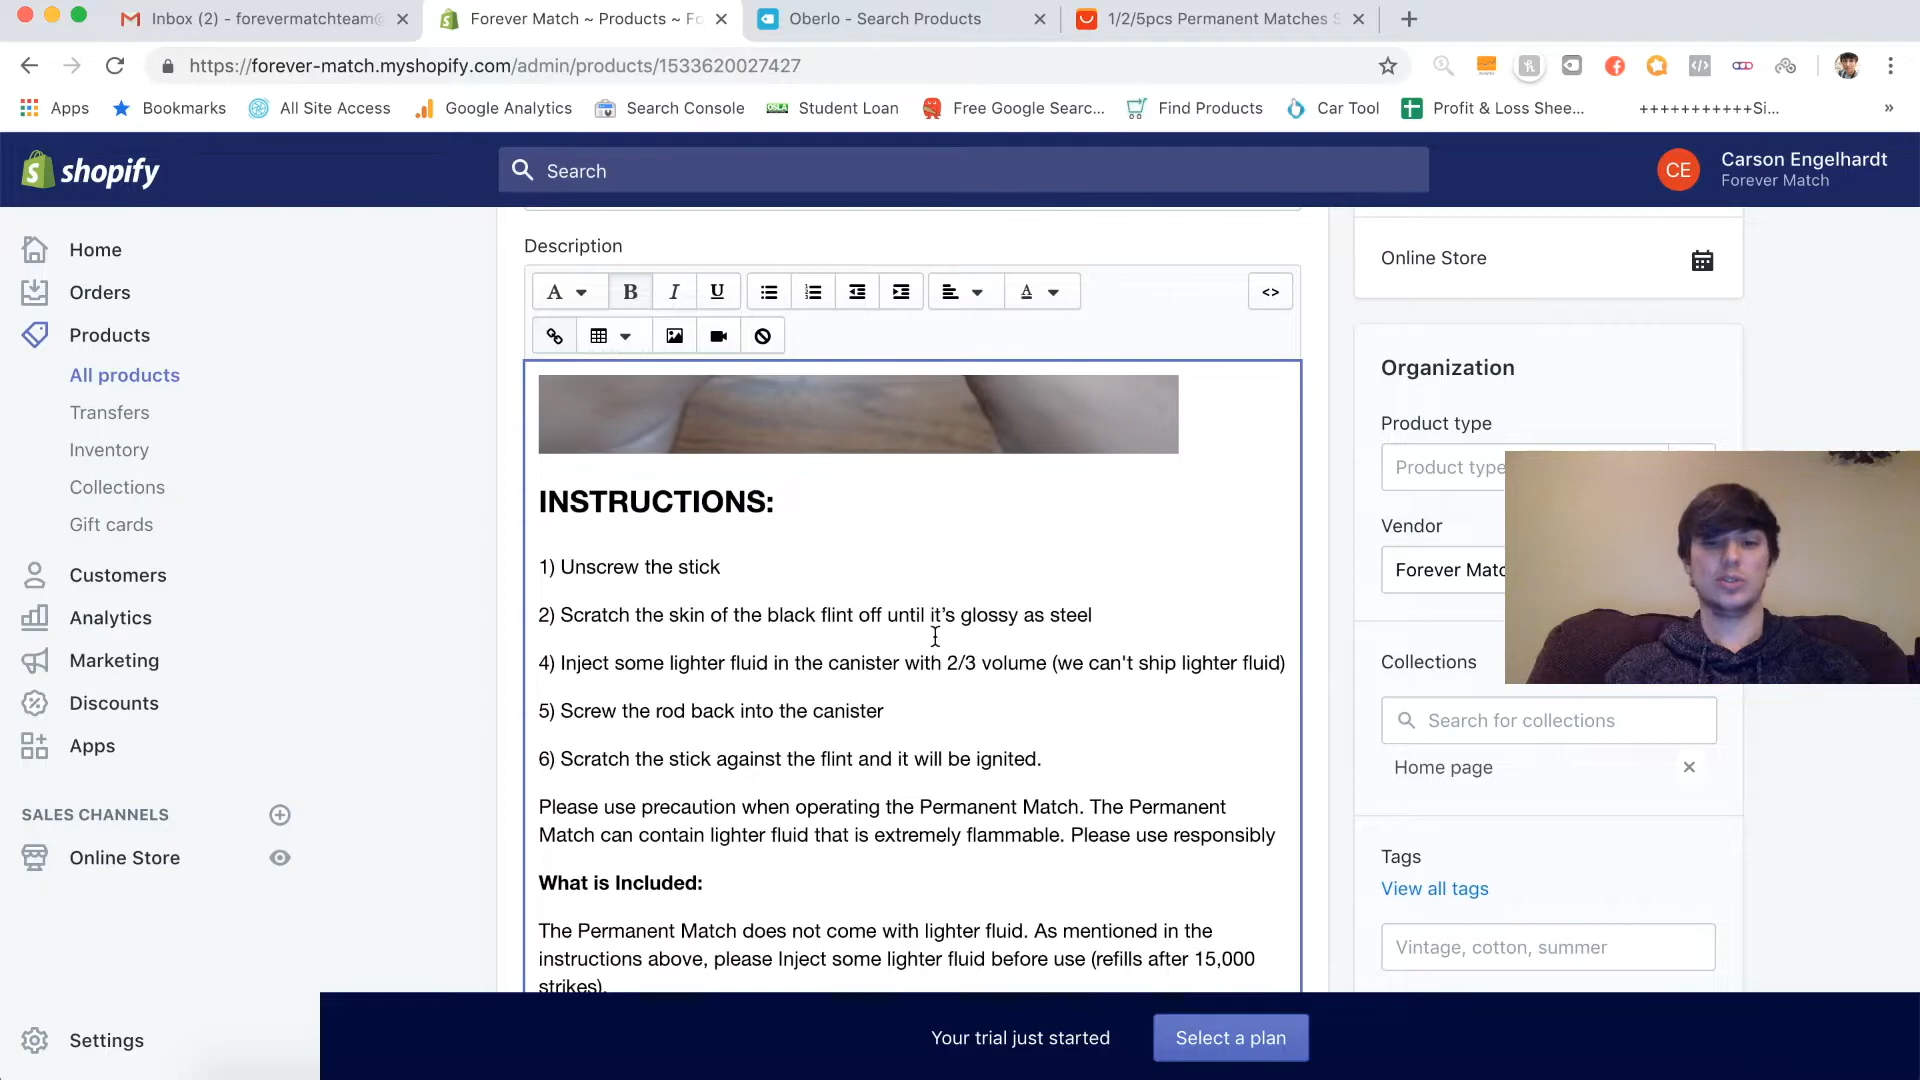 Inbox (2) - forevermatchteam@
Forever Match ~ Products ~ Fo
Oberlo - Search Products
1/2/5pcs Permanent Matches S
https://forever-match.myshopify.com/admin/products/1533620027427
Apps
Bookmarks
All Site Access
Google Analytics
Search Console
Student Loan
Free Google Searc...
Find Products
Car Tool
Profit & Loss Shee...
+++++++++++Si...
»
shopify
Search
CE
Carson Engelhardt
Forever Match
Home
Orders
Products
All products
Transfers
Inventory
Collections
Gift cards
Customers
Analytics
Marketing
Discounts
Apps
SALES CHANNELS
Online Store
Settings
Description
A
B
I
U
A
<>
INSTRUCTIONS:
1) Unscrew the stick
2) Scratch the skin of the black flint off until it’s glossy as steel
4) Inject some lighter fluid in the canister with 2/3 volume (we can't ship lighter fluid)
5) Screw the rod back into the canister
6) Scratch the stick against the flint and it will be ignited.
Please use precaution when operating the Permanent Match. The Permanent
Match can contain lighter fluid that is extremely flammable. Please use responsibly
What is Included:
The Permanent Match does not come with lighter fluid. As mentioned in the
instructions above, please Inject some lighter fluid before use (refills after 15,000
strikes).
Online Store
Organization
Product type
Product type
Vendor
Forever Matc
Collections
Search for collections
Home page
Tags
View all tags
Vintage, cotton, summer
Your trial just started
Select a plan